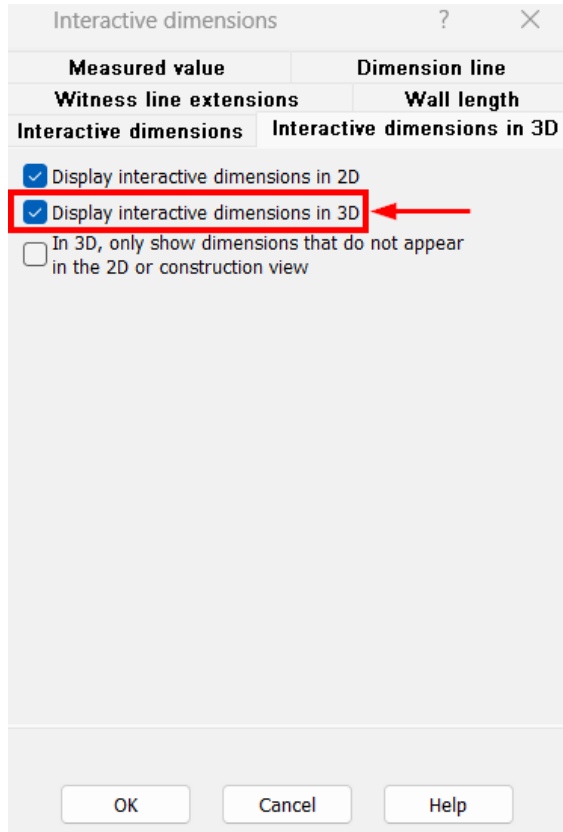 Interactive dimensions ?
Measured value Dimension line
Witness line extensions Wall length
Interactive dimensions Interactive dimensions in 3D
Display interactive dimensions in 2D
Display interactive dimensions in 3D
In 3D, only show dimensions that do not appear
in the 2D or construction view
OK Cancel Help